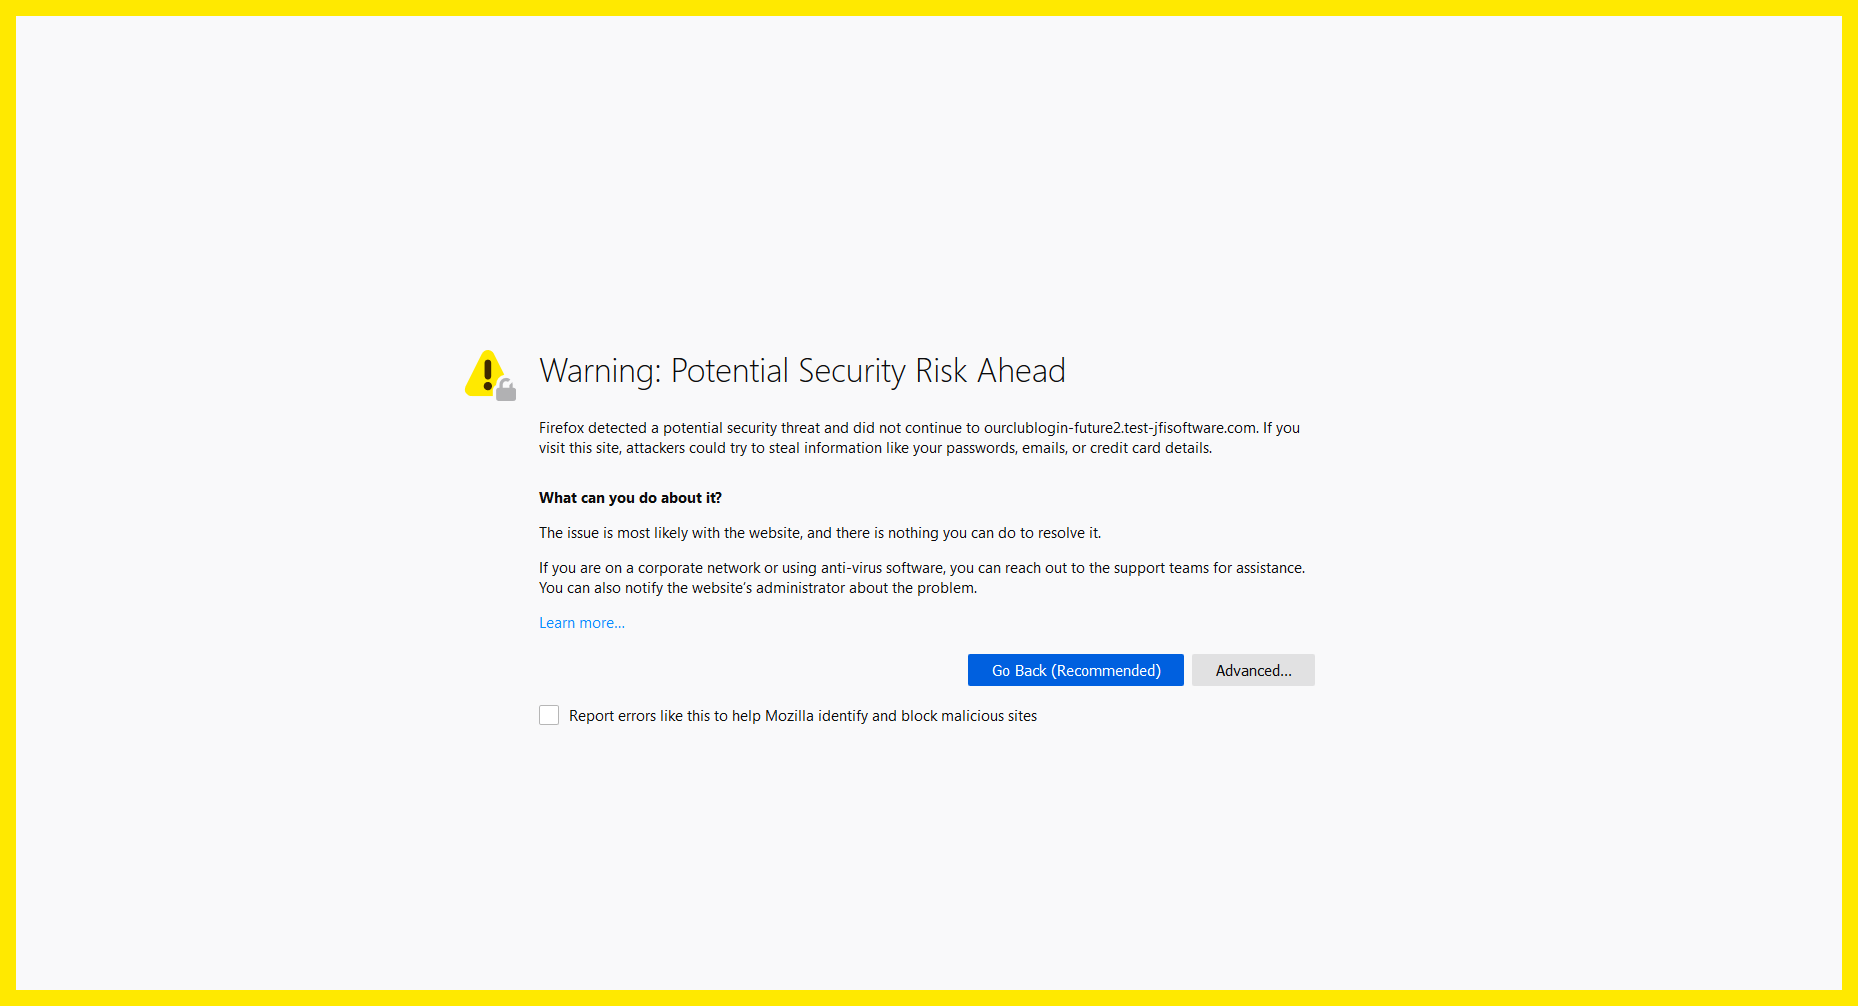 Warning: Potential Security Risk Ahead
Firefox detected a potential security threat and did not continue to ourclublogin-future2.test-jfisoftware.com. If you
visit this site, attackers could try to steal information like your passwords, emails, or credit card details.
What can you do about it?
The issue is most likely with the website, and there is nothing you can do to resolve it.
If you are on a corporate network or using anti-virus software, you can reach out to the support teams for assistance.
You can also notify the website’s administrator about the problem.
Learn more…
Go Back (Recommended)
Advanced...
Report errors like this to help Mozilla identify and block malicious sites